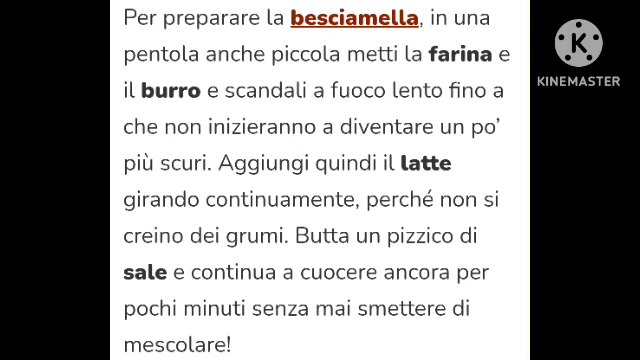 Per preparare la besciamella, in una
pentola anche piccola metti la farina e
il burro e scandali a fuoco lento fino a
che non inizieranno a diventare un po’
più scuri. Aggiungi quindi il latte
girando continuamente, perché non si
creino dei grumi. Butta un pizzico di
sale e continua a cuocere ancora per
pochi minuti senza mai smettere di
mescolare!
K
KINEMASTER